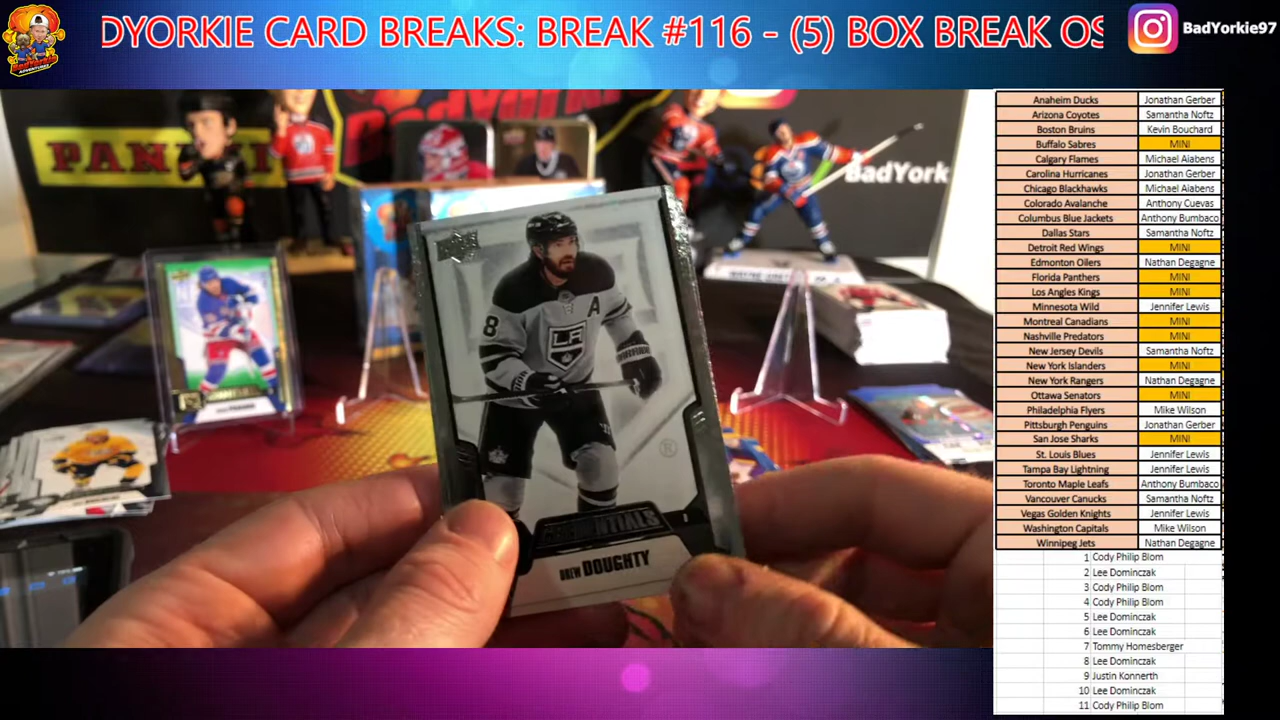 DYORKIE CARD BREAKS: BREAK #116 - (5) BOX BREAK OS
BadYorkie97
PANINI
BadYork
8
A
LA
CREDENTIALS
DREW DOUGHTY
Anaheim Ducks Jonathan Gerber
Arizona Coyotes Samantha Noftz
Boston Bruins Kevin Bouchard
Buffalo Sabres MINI
Calgary Flames Michael Aiabens
Carolina Hurricanes Jonathan Gerber
Chicago Blackhawks Michael Aiabens
Colorado Avalanche Anthony Cuevas
Columbus Blue Jackets Anthony Bumbaco
Dallas Stars Samantha Noftz
Detroit Red Wings MINI
Edmonton Oilers Nathan Degagne
Florida Panthers MINI
Los Angles Kings MINI
Minnesota Wild Jennifer Lewis
Montreal Canadians MINI
Nashville Predators MINI
New Jersey Devils Samantha Noftz
New York Islanders MINI
New York Rangers Nathan Degagne
Ottawa Senators MINI
Philadelphia Flyers Mike Wilson
Pittsburgh Penguins Jonathan Gerber
San Jose Sharks MINI
St. Louis Blues Jennifer Lewis
Tampa Bay Lightning Jennifer Lewis
Toronto Maple Leafs Anthony Bumbaco
Vancouver Canucks Samantha Noftz
Vegas Golden Knights Jennifer Lewis
Washington Capitals Mike Wilson
Winnipeg Jets Nathan Degagne
1 Cody Philip Blom
2 Lee Dominczak
3 Cody Philip Blom
4 Cody Philip Blom
5 Lee Dominczak
6 Lee Dominczak
7 Tommy Homesberger
8 Lee Dominczak
9 Justin Konnerth
10 Lee Dominczak
11 Cody Philip Blom